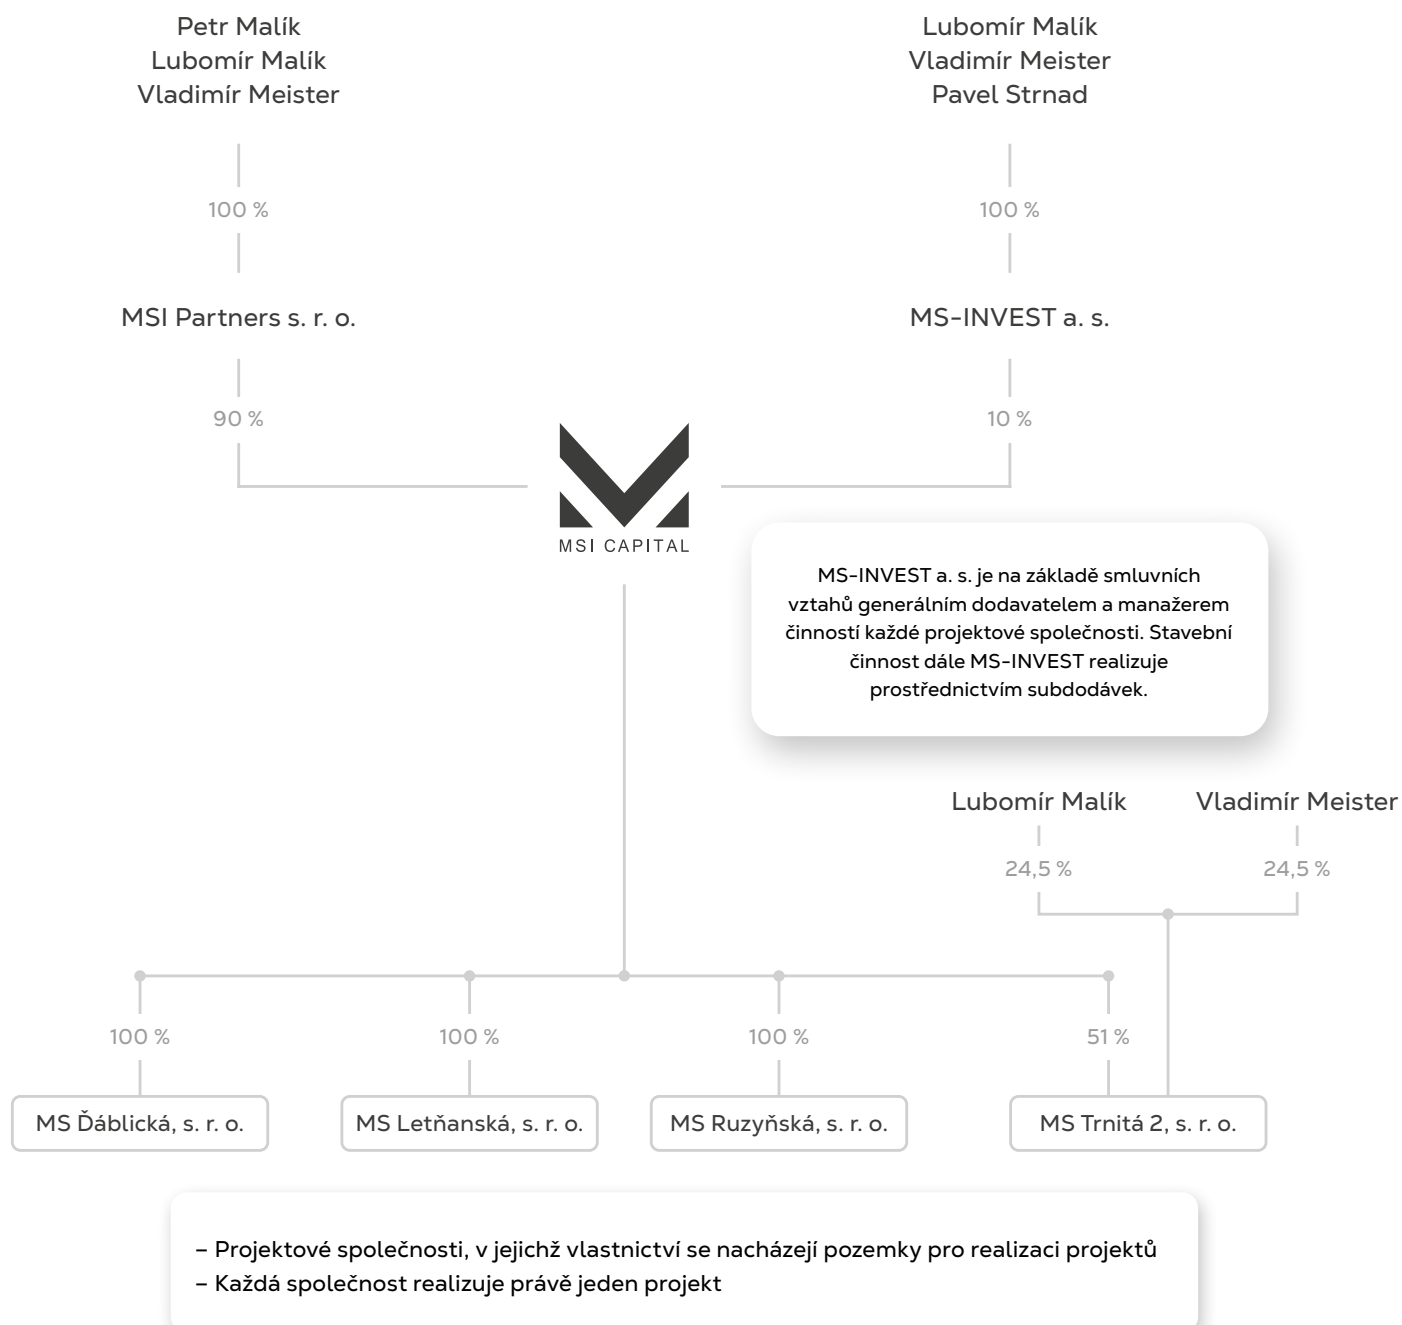 Petr Malík
Lubomír Malík
Vladimír Meister
Lubomír Malík
Vladimír Meister
Pavel Strnad
100 %
100 %
MSI Partners s. r. o.
MS-INVEST a. s.
90 %
10 %
MSI CAPITAL
MS-INVEST a. s. je na základě smluvních
vztahů generálním dodavatelem a manažerem
činností každé projektové společnosti. Stavební
činnost dále MS-INVEST realizuje
prostřednictvím subdodávek.
Lubomír Malík
Vladimír Meister
24,5 %
24,5 %
100 %
100 %
100 %
51 %
MS Ďáblická, s. r. o.
MS Letňanská, s. r. o.
MS Ruzyňská, s. r. o.
MS Trnitá 2, s. r. o.
– Projektové společnosti, v jejichž vlastnictví se nacházejí pozemky pro realizaci projektů
– Každá společnost realizuje právě jeden projekt